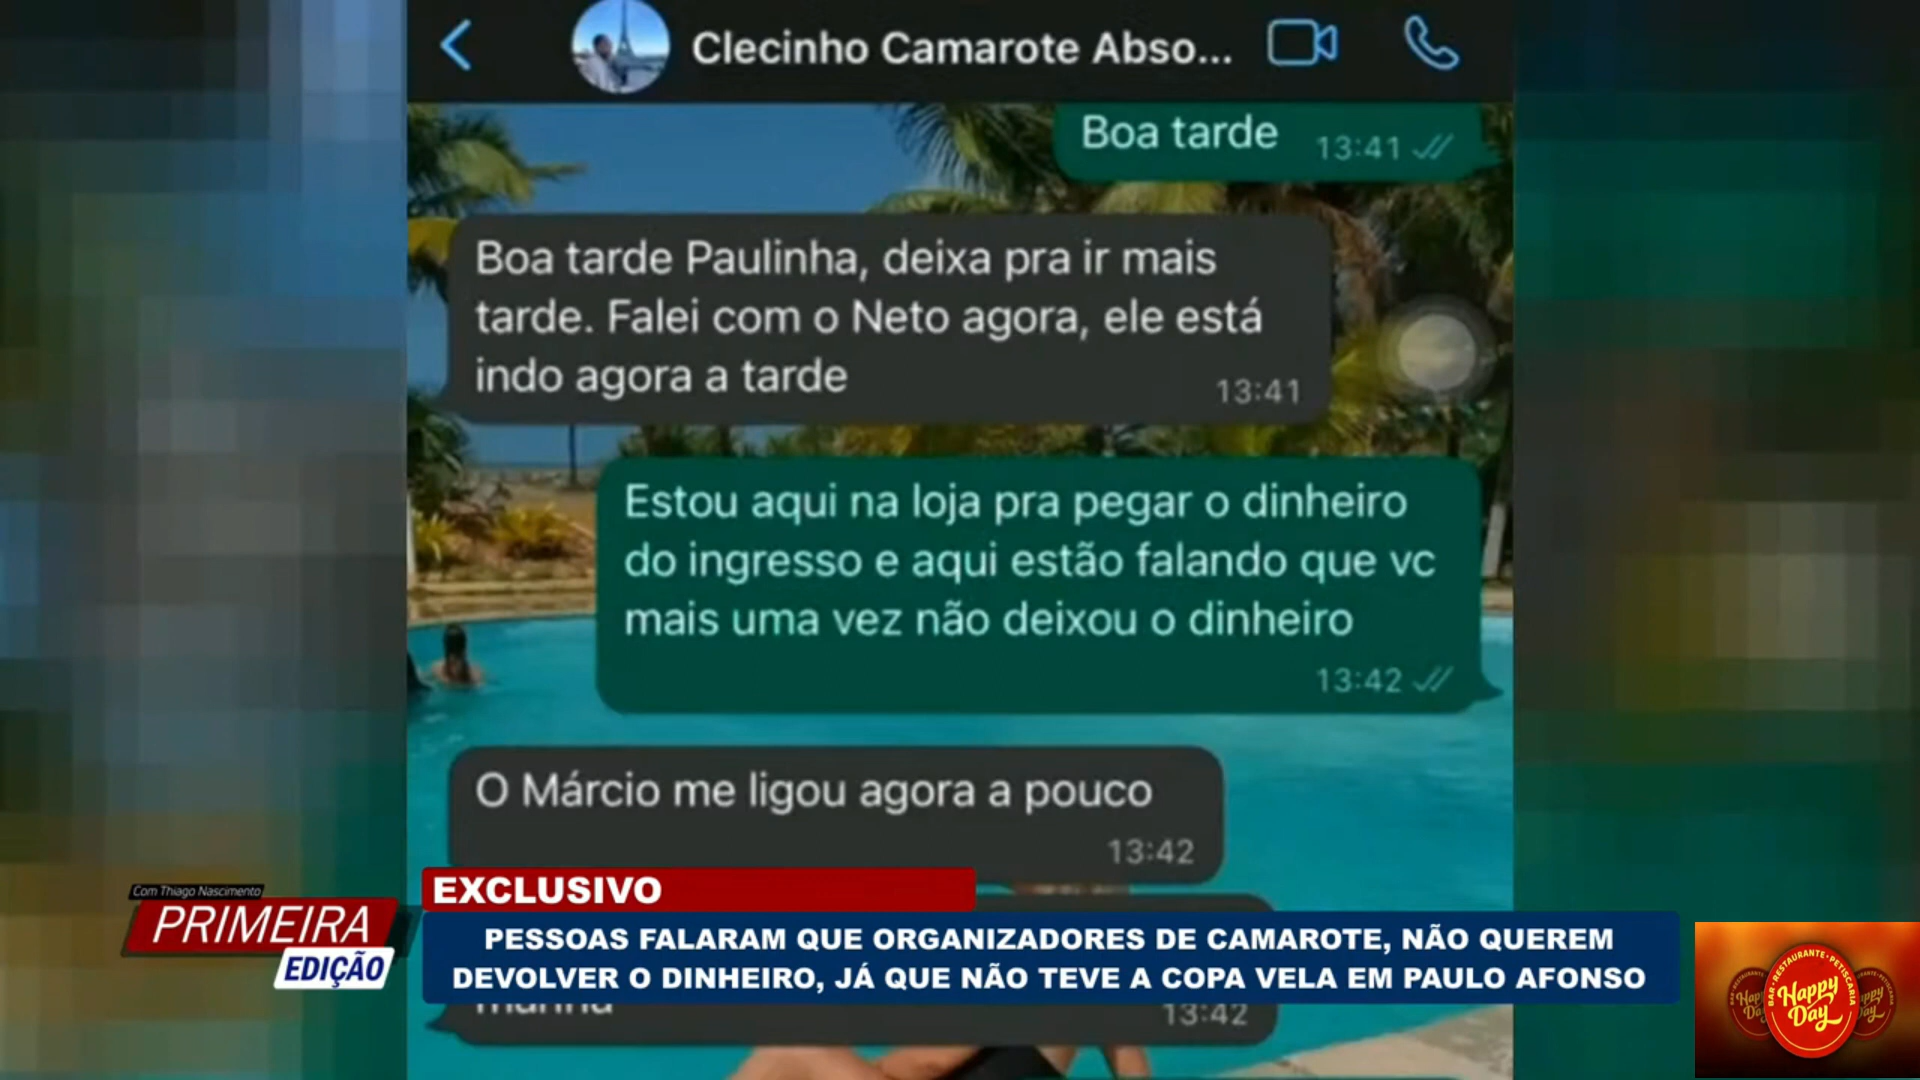 Clecinho Camarote Abso...
Boa tarde 13:41
Boa tarde Paulinha, deixa pra ir mais
tarde. Falei com o Neto agora, ele está
indo agora a tarde
13:41
Estou aqui na loja pra pegar o dinheiro
do ingresso e aqui estão falando que vc
mais uma vez não deixou o dinheiro
13:42
O Márcio me ligou agora a pouco
13:42
13:42
Com Thiago Nascimento
PRIMEIRA
EDIÇÃO
EXCLUSIVO
PESSOAS FALARAM QUE ORGANIZADORES DE CAMAROTE, NÃO QUEREM
DEVOLVER O DINHEIRO, JÁ QUE NÃO TEVE A COPA VELA EM PAULO AFONSO
BAR • RESTAURANTE • PETISCARIA
Happy
Day